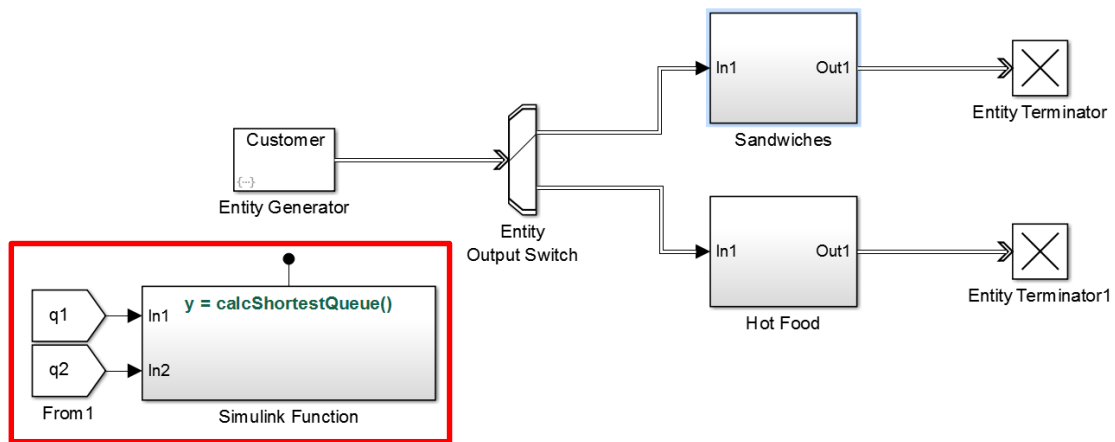 In1
Out1
Sandwiches
Entity Terminator
Customer
{...}
Entity Generator
Entity
Output Switch
In1
Out1
Hot Food
Entity Terminator1
y = calcShortestQueue()
q1
In1
q2
In2
From1
Simulink Function